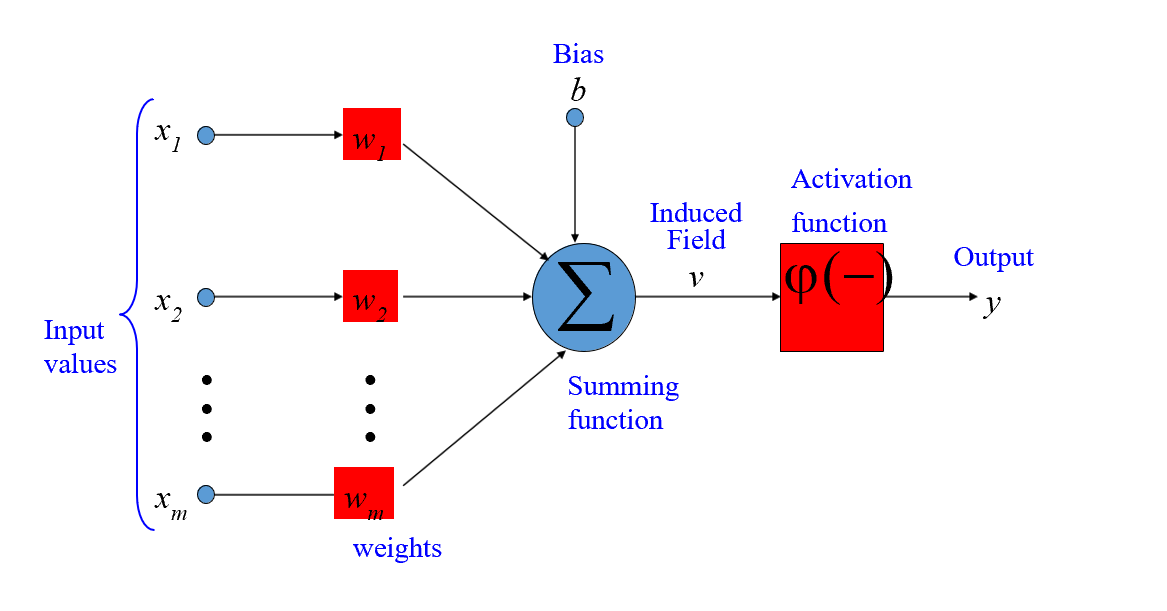 Bias
b
x1
w1
Activation
function
Induced
Field
v
φ(−)
Output
y
x2
w2
∑
Input
values
Summing
function
xm
wm
weights